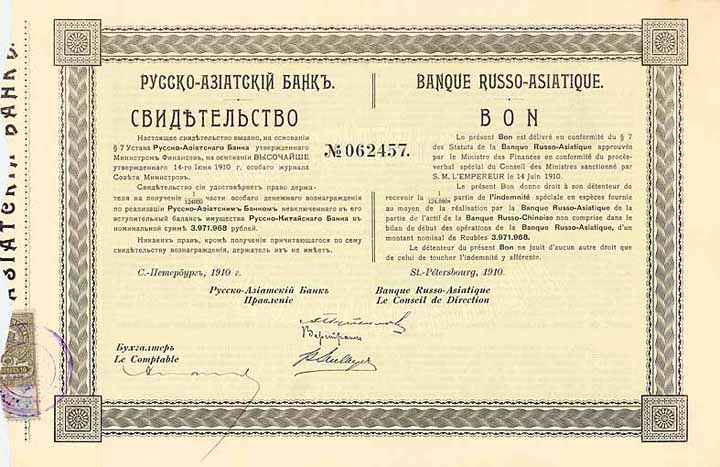 АЗІАТСКІЙ БАНКЪ.
РУССКО-АЗІАТСКІЙ БАНКЪ.
СВИДѢТЕЛЬСТВО
Настоящее свидѣтельство выдано, на основаніи
§ 7 Устава Русско-Азіатскаго Банка утвержденнаго
Министромъ Финансовъ, на основаніи ВЫСОЧАЙШЕ
утвержденнаго 14-го Іюня 1910 г. особаго журнала
Совѣта Министровъ.
Свидѣтельство сіе удостовѣряетъ право держа-
теля на полученіе 1/124000 части особаго денежнаго вознагражденія
по реализаціи Русско-Азіатскимъ Банкомъ невключеннаго въ его
вступительный балансъ имущества Русско-Китайскаго Банка въ
номинальной суммѣ 3.971.968 рублей.
Никакихъ правъ, кромѣ полученія причитающагося по сему
свидѣтельству вознагражденія, держатель ихъ не имѣетъ.
С.-Петербургъ, 1910 г.
Русско-Азіатскій Банкъ
Правленіе
№ 062457.
BANQUE RUSSO-ASIATIQUE.
BON
Le présent Bon est délivré en conformité du § 7
des Statuts de la Banque Russo-Asiatique approuvés
par le Ministre des Finances en conformité du procès-
verbal spécial du Conseil des Ministres sanctionné par
S. M. L'EMPEREUR le 14 Juin 1910.
Le présent Bon donne droit à son détenteur de
recevoir la 1/124.000e partie de l'indemnité spéciale en espèces fournie
au moyen de la réalisation par la Banque Russo-Asiatique de la
partie de l'actif de la Banque Russo-Chinoise non comprise dans le
bilan de début des opérations de la Banque Russo-Asiatique, d'un
montant nominal de Roubles 3.971.968.
Le détenteur du présent Bon ne jouit d'aucun autre droit que
de celui de toucher l'indemnité y afférente.
St.-Pétersbourg, 1910.
Banque Russo-Asiatique
Le Conseil de Direction
Бухгалтеръ
Le Comptable